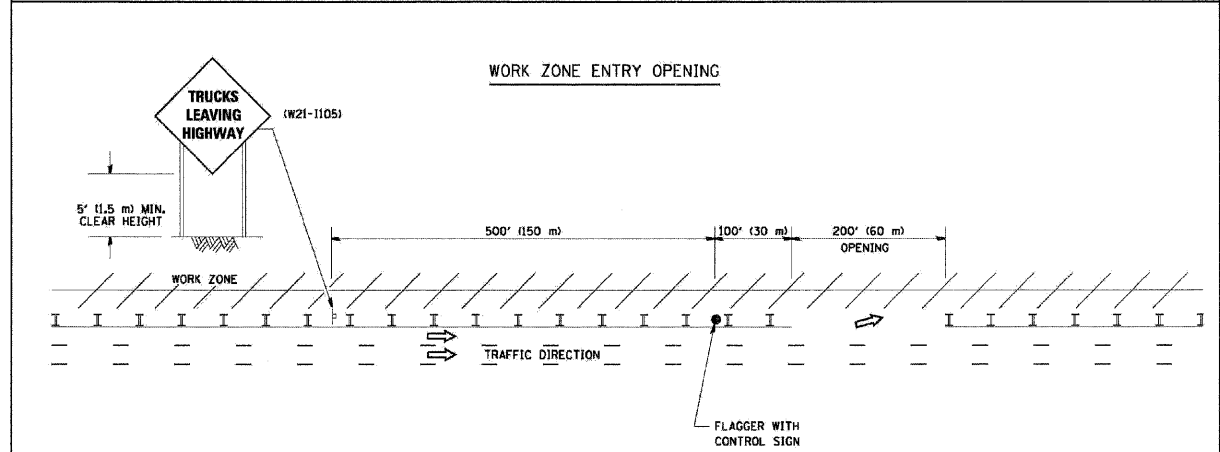 WORK ZONE ENTRY OPENING
TRUCKS
LEAVING
HIGHWAY
(W21-I105)
5' (1.5 m) MIN.
CLEAR HEIGHT
500' (150 m)
100' (30 m)
200' (60 m)
OPENING
WORK ZONE
TRAFFIC DIRECTION
FLAGGER WITH
CONTROL SIGN